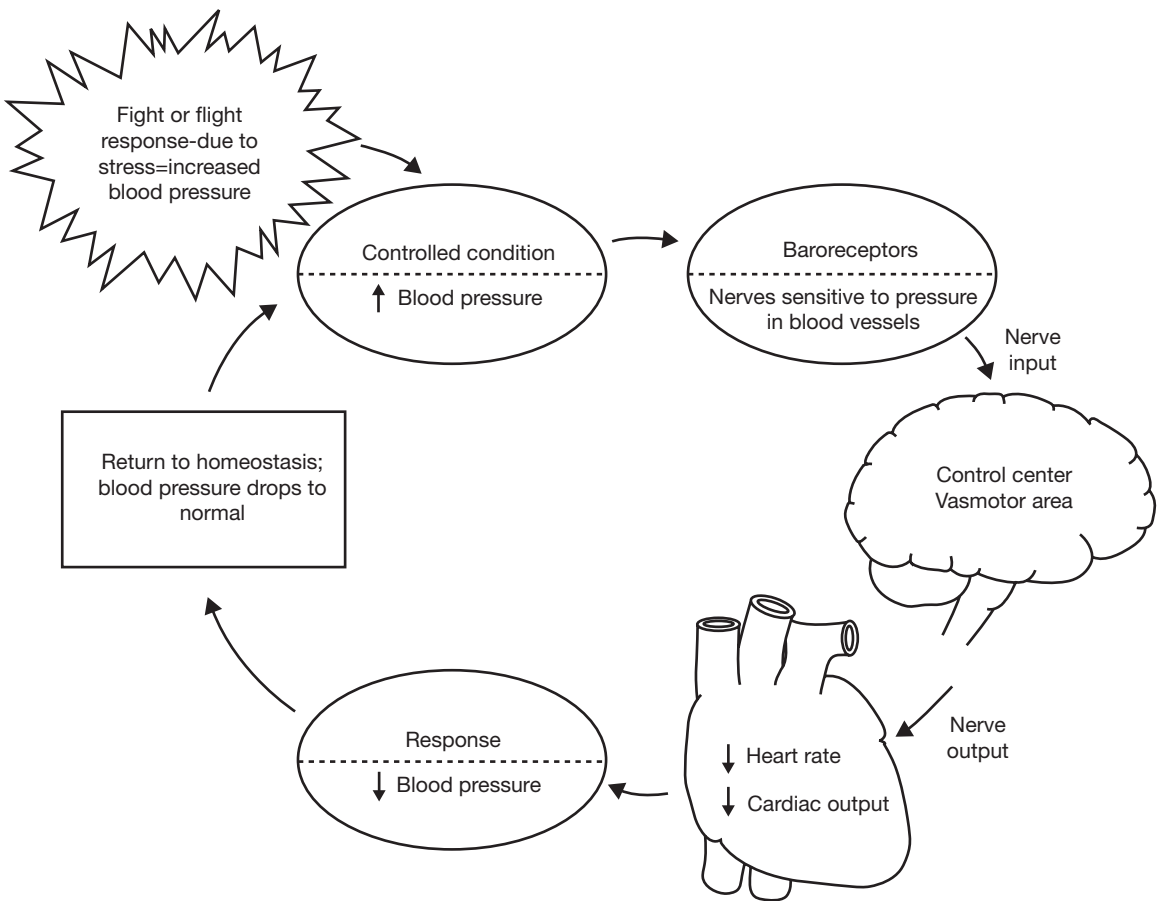 Fight or flight
response-due to
stress=increased
blood pressure
Controlled condition
Blood pressure
Baroreceptors
Nerves sensitive to pressure
in blood vessels
Nerve
input
Control center
Vasmotor area
Nerve
output
Heart rate
Cardiac output
Response
Blood pressure
Return to homeostasis;
blood pressure drops to
normal